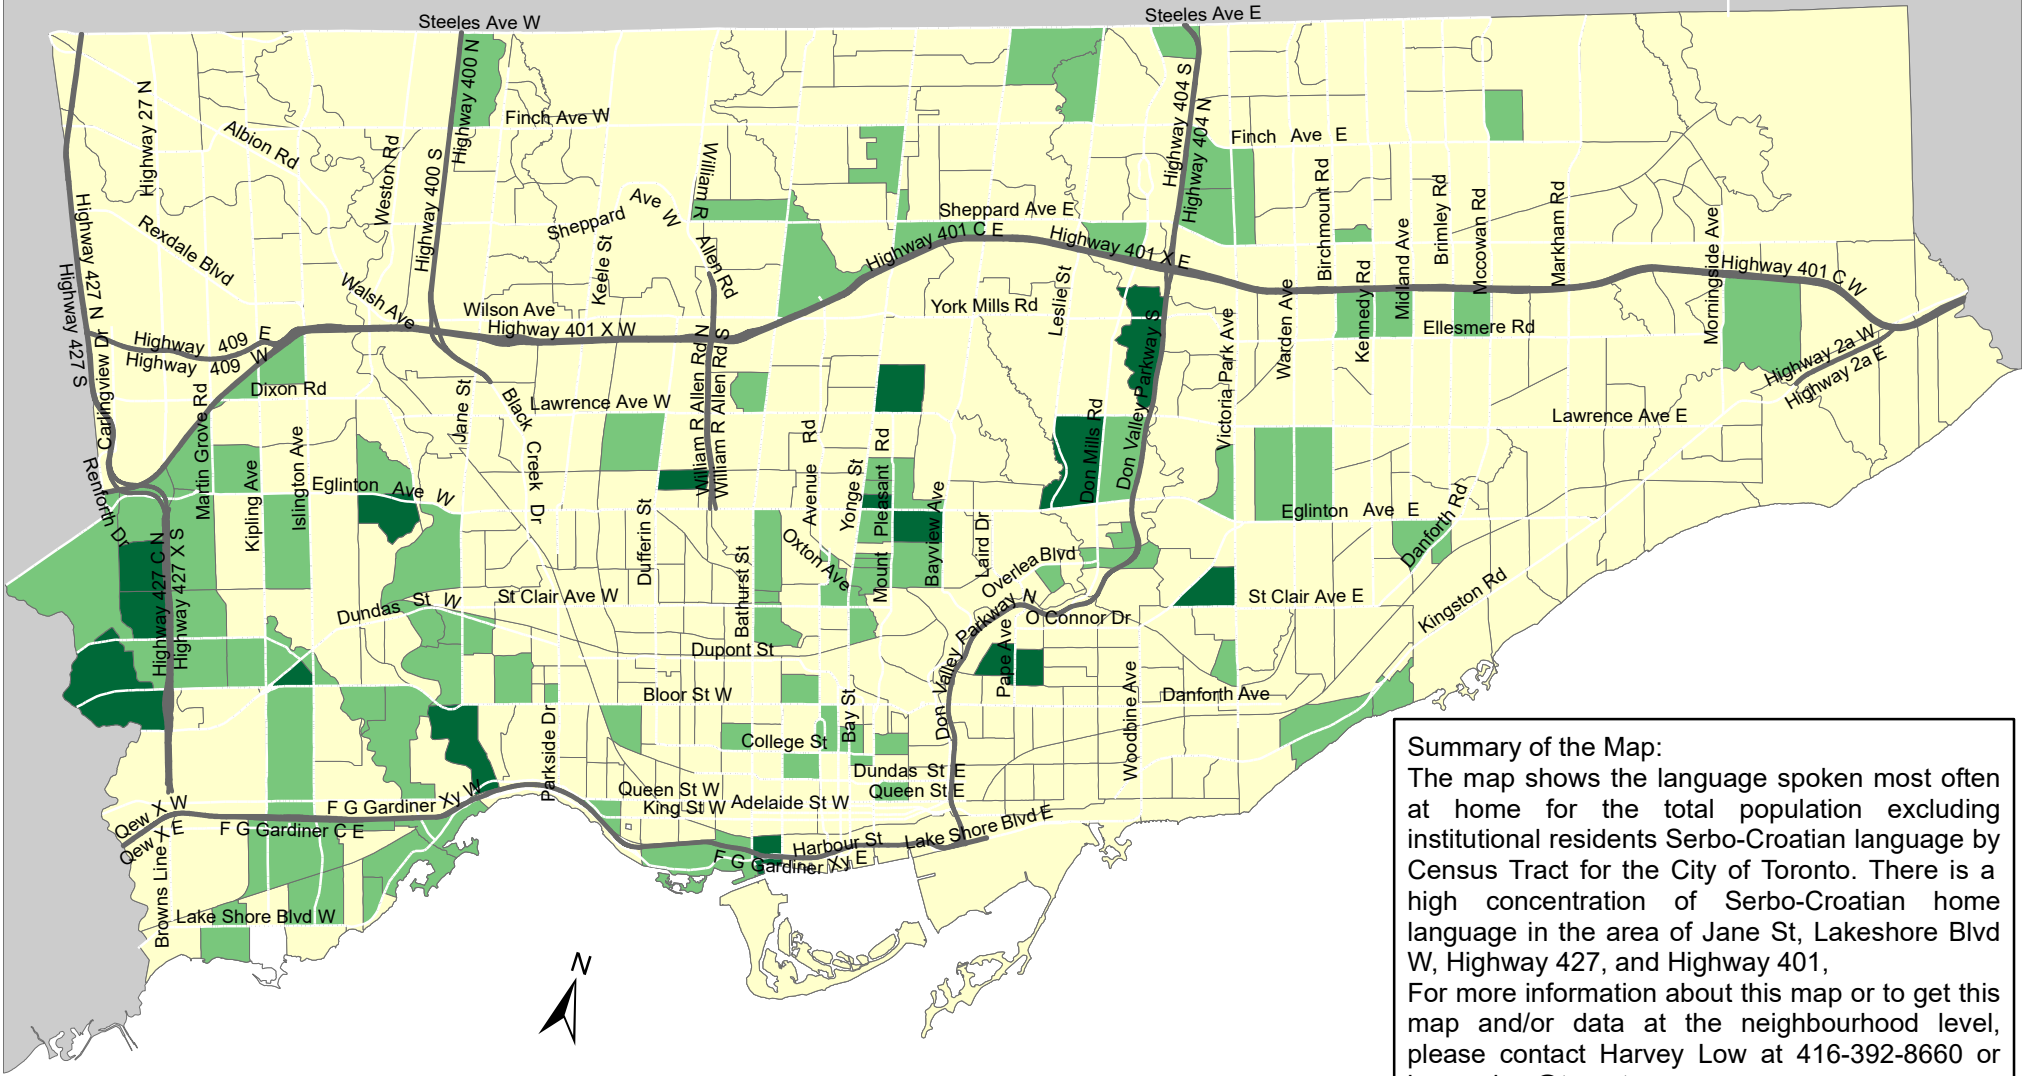 Steeles Ave W
Steeles Ave E
Highway 27 N
Albion Rd
Weston Rd
Highway 400 N
Highway 400 S
Finch Ave W
William R
Allen Rd
Highway 404 S
Highway 404 N
Finch Ave E
Highway 427 N
Highway 427 S
Rexdale Blvd
Sheppard Ave W
Keele St
Sheppard Ave E
Highway 401 C E
Highway 401 X E
Birchmount Rd
Kennedy Rd
Midland Ave
Brimley Rd
Mccowan Rd
Markham Rd
Morningside Ave
Highway 401 C W
Walsh Ave
Wilson Ave
Highway 401 X W
York Mills Rd
Leslie St
Warden Ave
Victoria Park Ave
Ellesmere Rd
Highway 2a W
Highway 2a E
Highway 409 E
Highway 409 W
Carlingview Dr
Dixon Rd
Martin Grove Rd
Jane St
Black Creek Dr
Lawrence Ave W
William R Allen Rd N
William R Allen Rd S
Avenue Rd
Yonge St
Mount Pleasant Rd
Bayview Ave
Don Mills Rd
Don Valley Parkway S
Lawrence Ave E
Renforth Dr
Kipling Ave
Islington Ave
Eglinton Ave W
Dufferin St
Bathurst St
Oxton Ave
Laird Dr
Overlea Blvd
Eglinton Ave E
Danforth Rd
Kingston Rd
Highway 427 C N
Highway 427 X S
Dundas St W
St Clair Ave W
St Clair Ave E
O Connor Dr
Don Valley Parkway N
Pape Ave
Dupont St
Bloor St W
Bay St
Woodbine Ave
Danforth Ave
Parkside Dr
College St
Dundas St E
Queen St E
Queen St W
King St W
Adelaide St W
Qew X W
Qew X E
F G Gardiner Xy W
F G Gardiner C E
Harbour St
Lake Shore Blvd E
F G Gardiner Xy E
Browns Line
Lake Shore Blvd W
N
Summary of the Map:
The map shows the language spoken most often
at home for the total population excluding
institutional residents Serbo-Croatian language by
Census Tract for the City of Toronto. There is a
high concentration of Serbo-Croatian home
language in the area of Jane St, Lakeshore Blvd
W, Highway 427, and Highway 401,
For more information about this map or to get this
map and/or data at the neighbourhood level,
please contact Harvey Low at 416-392-8660 or